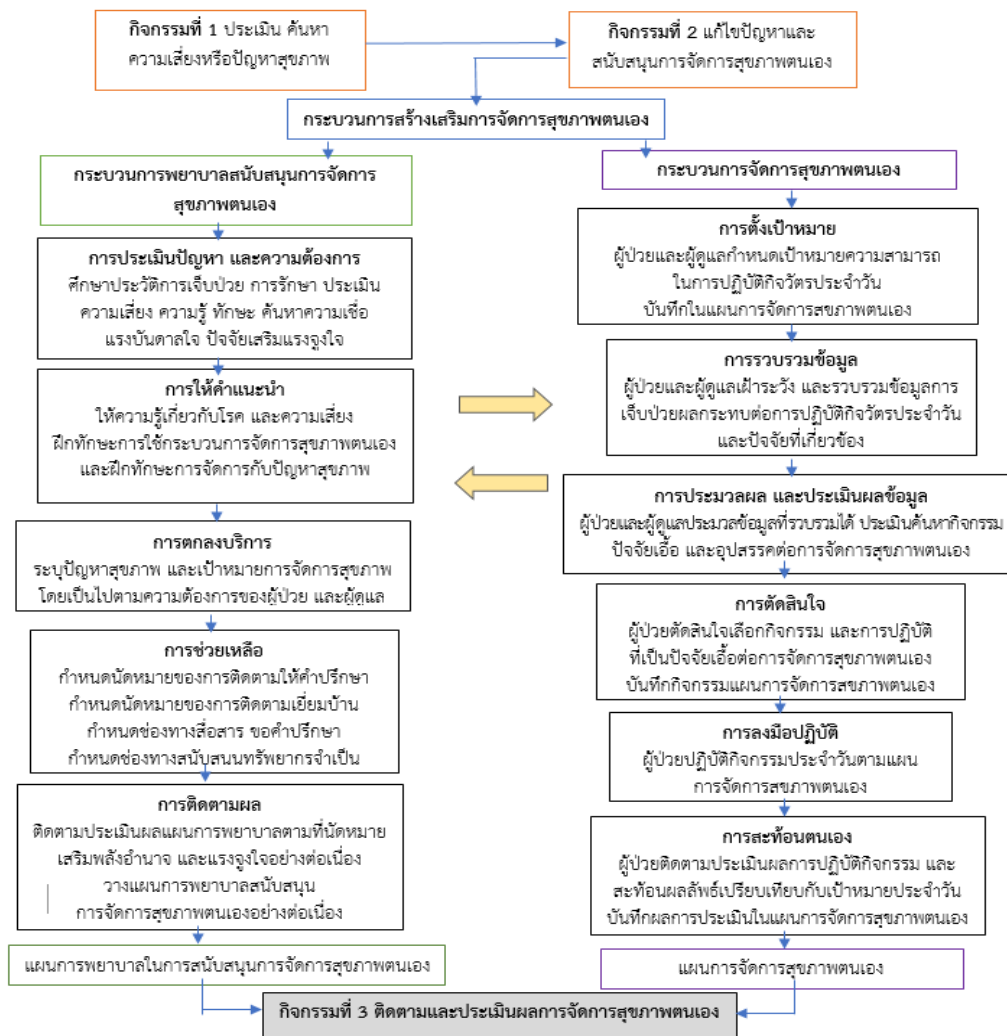 กิจกรรมที่ 1 ประเมิน ค้นหา
ความเสี่ยงหรือปัญหาสุขภาพ
กิจกรรมที่ 2 แก้ไขปัญหาและ
สนับสนุนการจัดการสุขภาพตนเอง
กระบวนการสร้างเสริมการจัดการสุขภาพตนเอง
กระบวนการพยาบาลสนับสนุนการจัดการ
สุขภาพตนเอง
การประเมินปัญหา และความต้องการ
ศึกษาประวัติการเจ็บป่วย การรักษา ประเมิน
ความเสี่ยง ความรู้ ทักษะ ค้นหาความเชื่อ
แรงบันดาลใจ ปัจจัยเสริมแรงจูงใจ
การให้คำแนะนำ
ให้ความรู้เกี่ยวกับโรค และความเสี่ยง
ฝึกทักษะการใช้กระบวนการจัดการสุขภาพตนเอง
และฝึกทักษะการจัดการกับปัญหาสุขภาพ
การตกลงบริการ
ระบุปัญหาสุขภาพ และเป้าหมายการจัดการสุขภาพ
โดยเป็นไปตามความต้องการของผู้ป่วย และผู้ดูแล
การช่วยเหลือ
กำหนดนัดหมายของการติดตามให้คำปรึกษา
กำหนดนัดหมายของการติดตามเยี่ยมบ้าน
กำหนดช่องทางสื่อสาร ขอคำปรึกษา
กำหนดช่องทางสนับสนนทรัพยากรจำเป็น
การติดตามผล
ติดตามประเมินผลแผนการพยาบาลตามที่นัดหมาย
เสริมพลังอำนาจ และแรงจูงใจอย่างต่อเนื่อง
วางแผนการพยาบาลสนับสนุน
การจัดการสุขภาพตนเองอย่างต่อเนื่อง
แผนการพยาบาลในการสนับสนุนการจัดการสุขภาพตนเอง
กระบวนการจัดการสุขภาพตนเอง
การตั้งเป้าหมาย
ผู้ป่วยและผู้ดูแลกำหนดเป้าหมายความสามารถ
ในการปฏิบัติกิจวัตรประจำวัน
บันทึกในแผนการจัดการสขภาพตนเอง
การรวบรวมข้อมูล
ผู้ป่วยและผู้ดูแลเฝ้าระวัง และรวบรวมข้อมูลการ
เจ็บป่วยผลกระทบต่อการปฏิบัติกิจวัตรประจำวัน
และปัจจัยที่เกี่ยวข้อง
การประมวลผล และประเมินผลข้อมูล
ผู้ป่วยและผู้ดูแลประมวลข้อมูลที่รวบรวมได้ ประเมินค้นหากิจกรรม
ปัจจัยเอื้อ และอุปสรรคต่อการจัดการสุขภาพตนเอง
การตัดสินใจ
ผู้ป่วยตัดสินใจเลือกกิจกรรม และการปฏิบัติ
ที่เป็นปัจจัยเอื้อต่อการจัดการสุขภาพตนเอง
บันทึกกิจกรรมแผนการจัดการสขภาพตนเอง
การลงมือปฏิบัติ
ผู้ป่วยปฏิบัติกิจกรรมประจำวันตามแผน
การจัดการสขภาพตนเอง
การสะท้อนตนเอง
ผู้ป่วยติดตามประเมินผลการปฏิบัติกิจกรรม และ
สะท้อนผลลัพธ์เปรียบเทียบกับเป้าหมายประจำวัน
บันทึกผลการประเมินในแผนการจัดการสุขภาพตนเอง
แผนการจัดการสุขภาพตนเอง
กิจกรรมที่ 3 ติดตามและประเมินผลการจัดการสุขภาพตนเอง